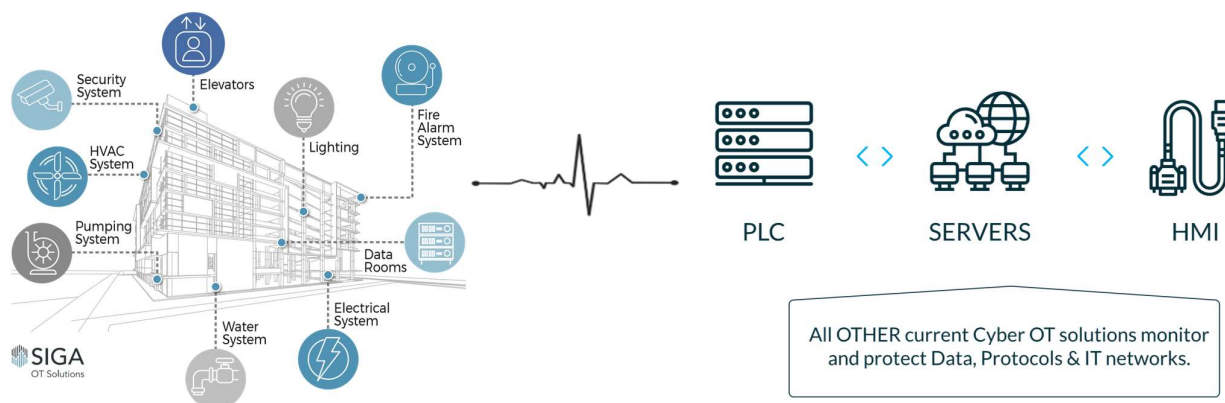 Security
System
Elevators
Fire
Alarm
System
HVAC
System
Lighting
Pumping
System
Data
Rooms
Electrical
System
Water
System
SIGA
OT Solutions
PLC
SERVERS
HMI
All OTHER current Cyber OT solutions monitor
and protect Data, Protocols & IT networks.